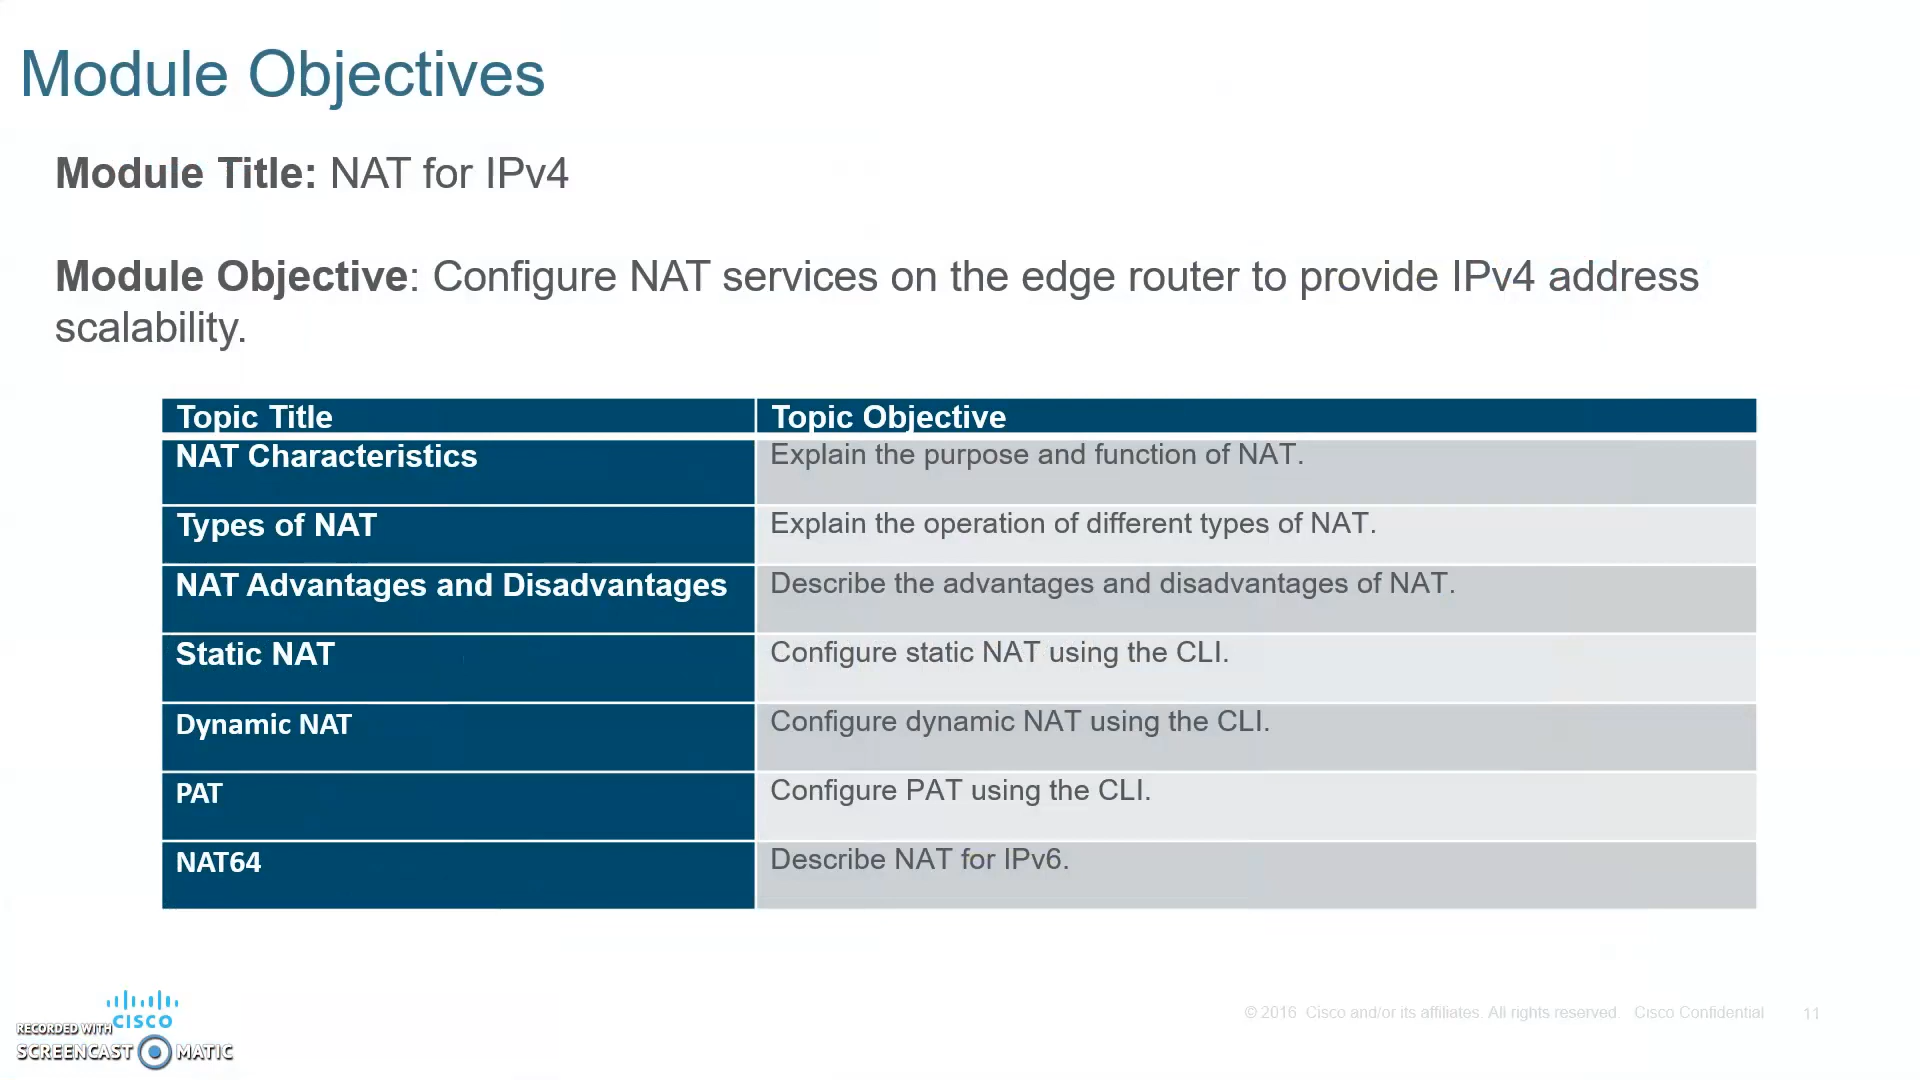 Module Objectives
Module Title: NAT for IPv4
Module Objective: Configure NAT services on the edge router to provide IPv4 address
scalability.
Topic Title Topic Objective
NAT Characteristics Explain the purpose and function of NAT.
Types of NAT Explain the operation of different types of NAT.
NAT Advantages and Disadvantages Describe the advantages and disadvantages of NAT.
Static NAT Configure static NAT using the CLI.
Dynamic NAT Configure dynamic NAT using the CLI.
PAT Configure PAT using the CLI.
NAT64 Describe NAT for IPv6.
© 2016 Cisco and/or its affiliates. All rights reserved. Cisco Confidential 11
CISCO
RECORDED WITH
SCREENCAST MATIC